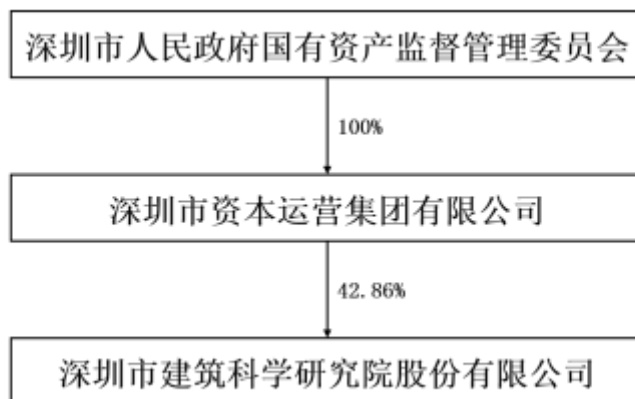 深圳市人民政府国有资产监督管理委员会
100%
深圳市资本运营集团有限公司
42.86%
深圳市建筑科学研究院股份有限公司